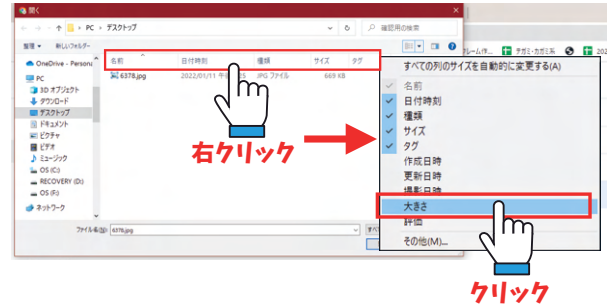 開く
PC > デスクトップ
確認用の検索
整理 新しいフォルダー
OneDrive - Persona
PC
3D オブジェクト
ダウンロード
デスクトップ
ドキュメント
ピクチャ
ビデオ
ミュージック
OS (C:)
RECOVERY (D:)
OS (F:)
ネットワーク
名前 日付時刻 種類 サイズ タグ
6378.jpg 2022/01/11 JPG ファイル 669 KB
ファイル名(N): 6378.jpg
右クリック
すべての列のサイズを自動的に変更する(A)
名前
日付時刻
種類
サイズ
タグ
作成日時
更新日時
撮影日時
大きさ
評価
その他(M)...
クリック